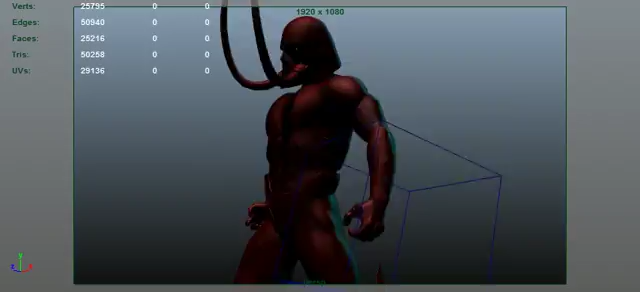 1920 x 1080
Verts: 25795 0 0
Edges: 50940 0 0
Faces: 25216 0 0
Tris: 50258 0 0
UVs: 29136 0 0
y
z x